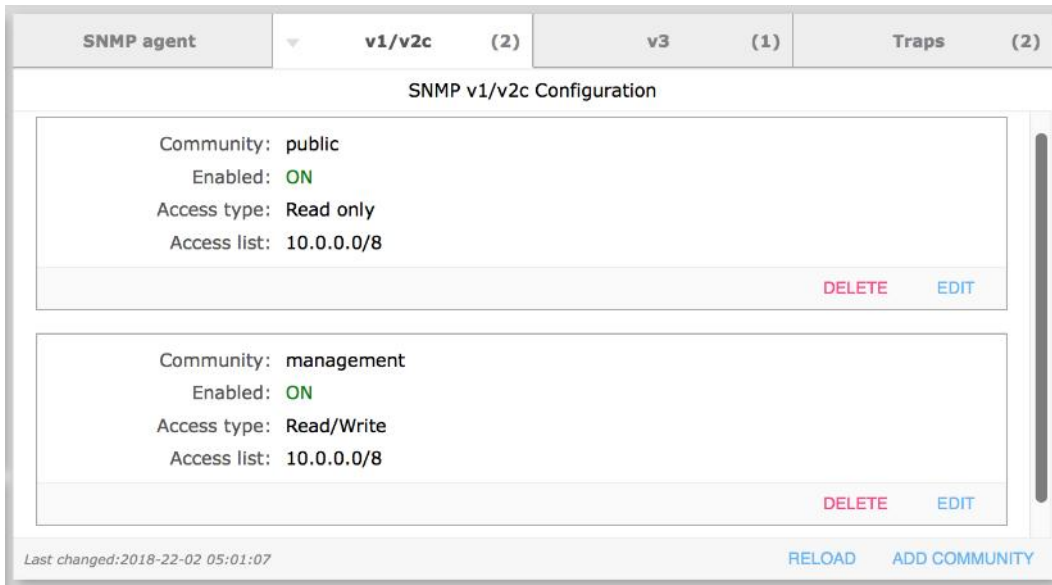 SNMP agent v1/v2c (2) v3 (1) Traps (2)
SNMP v1/v2c Configuration
Community: public
Enabled: ON
Access type: Read only
Access list: 10.0.0.0/8
DELETE EDIT
Community: management
Enabled: ON
Access type: Read/Write
Access list: 10.0.0.0/8
DELETE EDIT
Last changed:2018-22-02 05:01:07 RELOAD ADD COMMUNITY